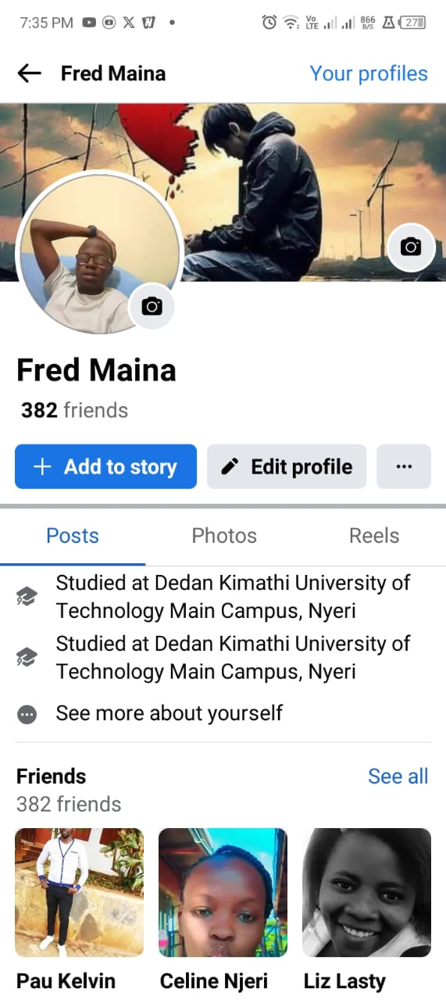 7:35 PM
Vo LTE
866 B/S
27
Fred Maina
Your profiles
Fred Maina
382 friends
+ Add to story
Edit profile
...
Posts
Photos
Reels
Studied at Dedan Kimathi University of
Technology Main Campus, Nyeri
Studied at Dedan Kimathi University of
Technology Main Campus, Nyeri
See more about yourself
Friends
See all
382 friends
Pau Kelvin
Celine Njeri
Liz Lasty